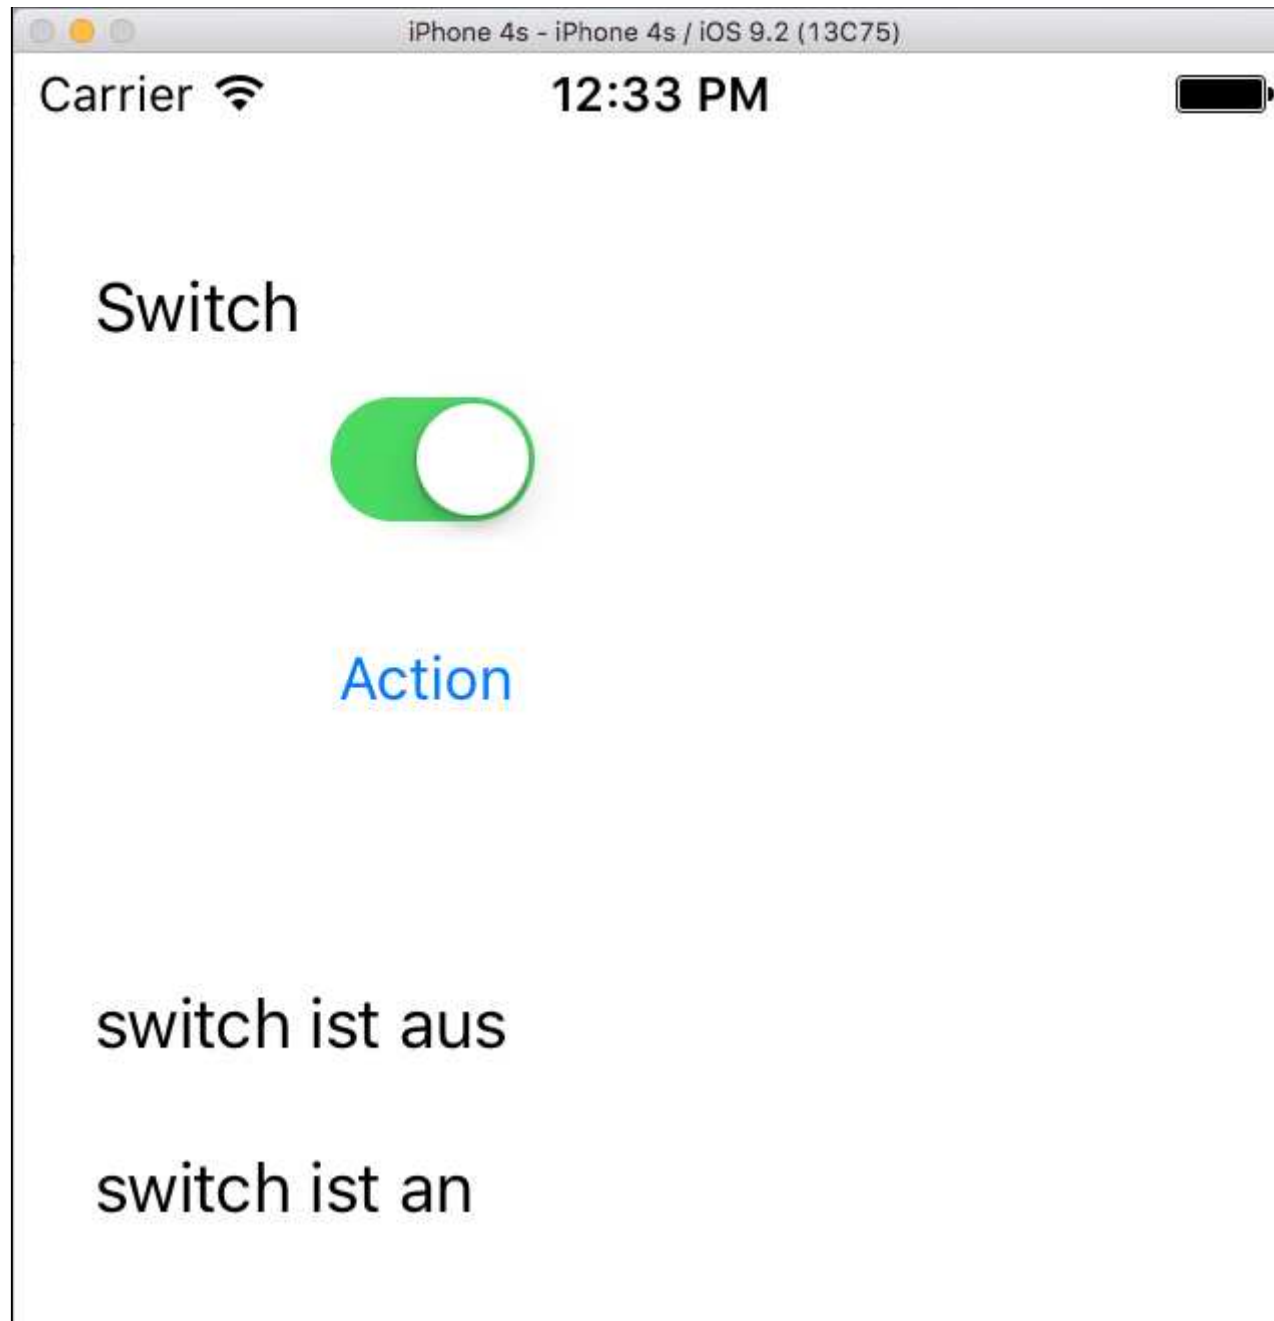 iPhone 4s - iPhone 4s / iOS 9.2 (13C75)
Carrier 12:33 PM
Switch
Action
switch ist aus
switch ist an